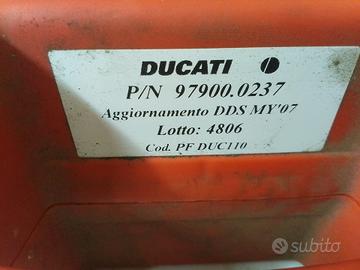 DUCATI
P/N 97900.0237
Aggiornamento DDS MY'07
Lotto: 4806
Cod. PF DUC110
subito